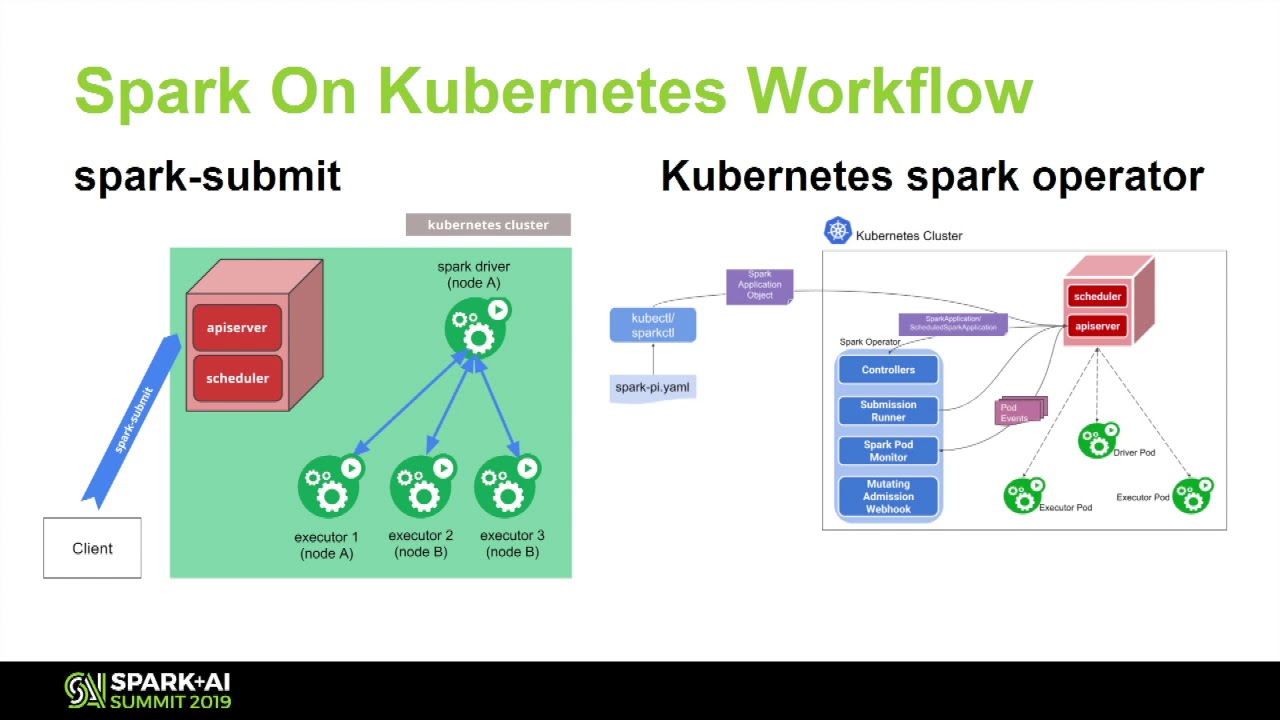 Spark On Kubernetes Workflow
spark-submit
kubernetes cluster
spark driver
(node A)
apiserver
scheduler
spark-submit
executor 1
(node A)
executor 2
(node B)
executor 3
(node B)
Client
Kubernetes spark operator
Kubernetes Cluster
Spark
Application
Object
kubectl/
sparkctl
spark-pi.yaml
scheduler
apiserver
SparkApplication/
ScheduledSparkApplication
Spark Operator
Controllers
Submission
Runner
Spark Pod
Monitor
Mutating
Admission
Webhook
Pod
Events
Driver Pod
Executor Pod
Executor Pod
SPARK+AI
SUMMIT 2019